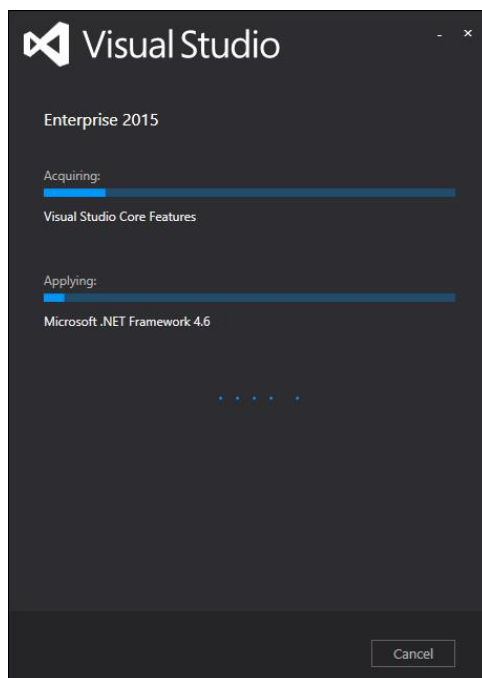 Visual Studio
Enterprise 2015
Acquiring:
Visual Studio Core Features
Applying:
Microsoft .NET Framework 4.6
Cancel